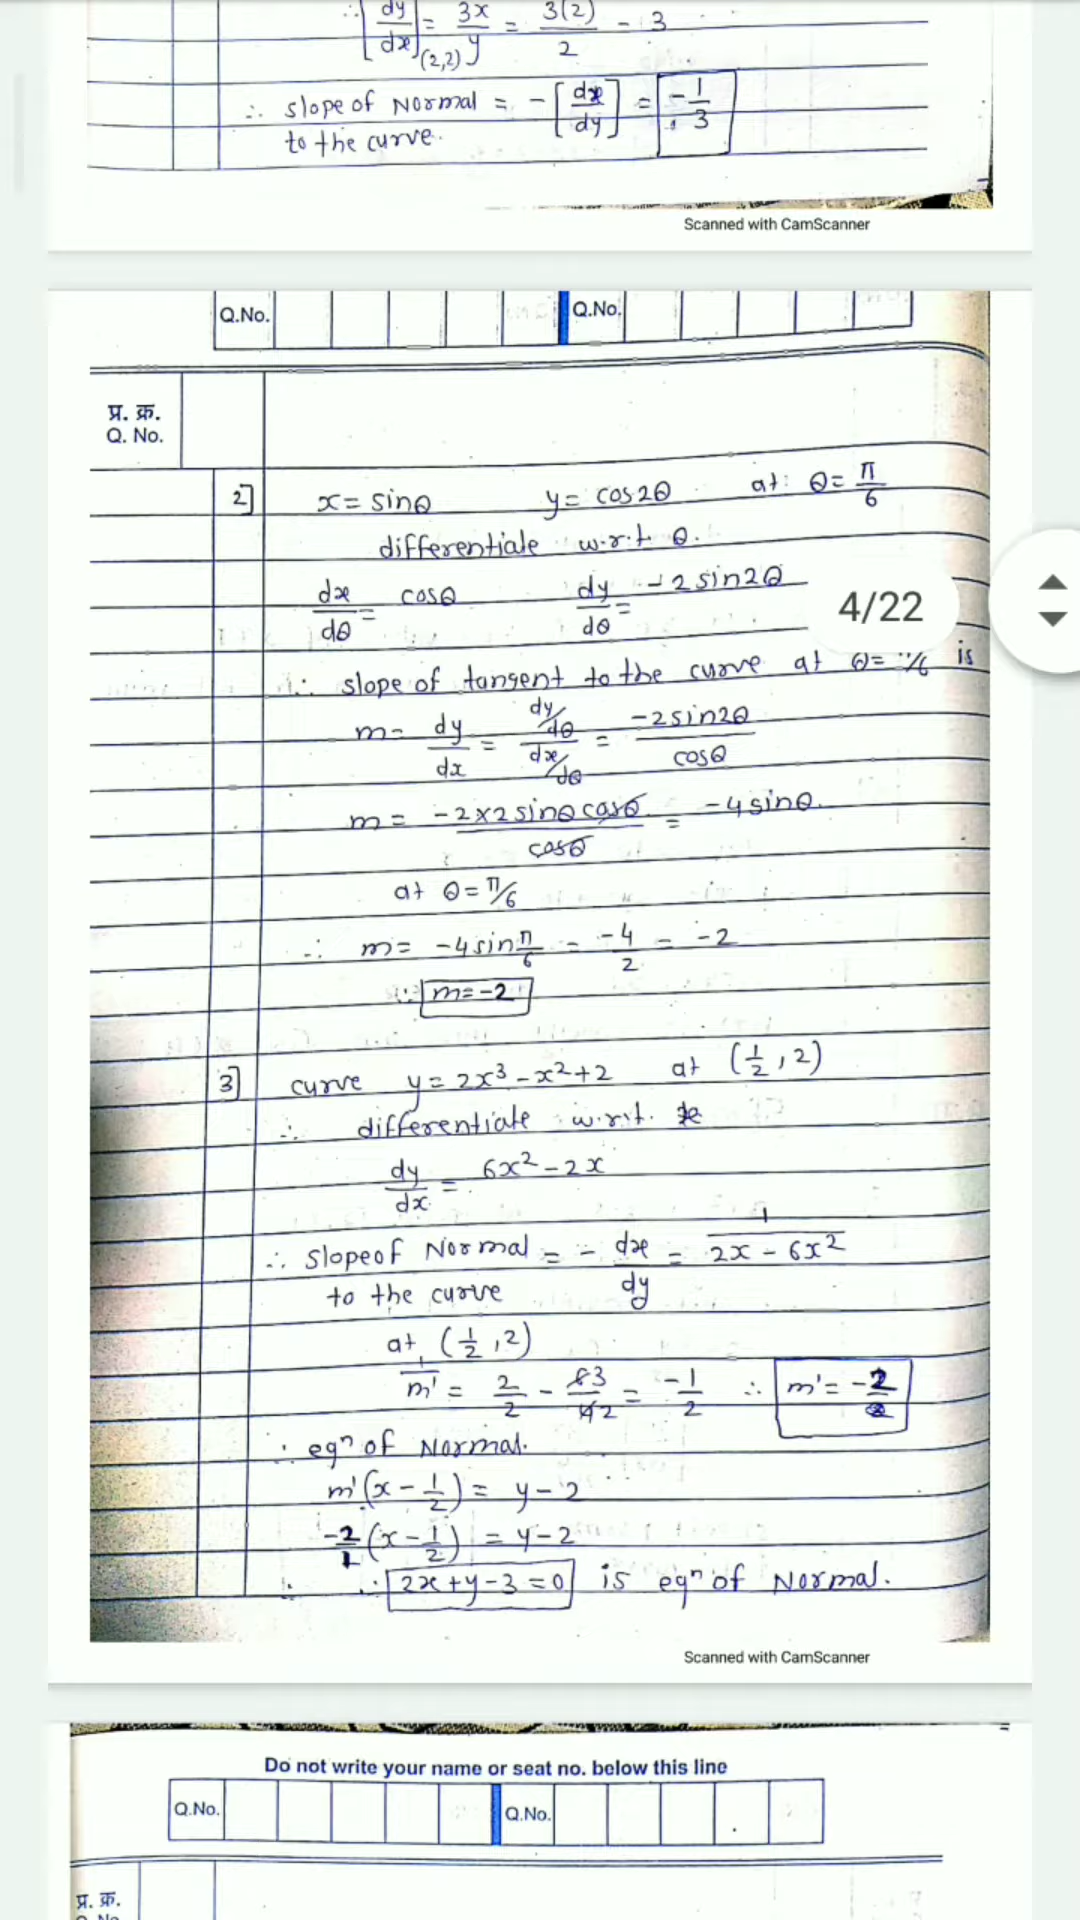 ∴ [dy/dx](2,2) = 3x/y = 3(2)/2 = 3
∴ slope of Normal = -[dx/dy] = -1/3
to the curve.
Scanned with CamScanner
Q.No. Q.No.
प्र. क्र.
Q. No.
2] x = sinθ y = cos2θ at: θ = π/6
differentiate w.r.t. θ.
dx/dθ = cosθ dy/dθ = -2sin2θ
4/22
∴ slope of tangent to the curve at θ = π/6 is
m = dy/dx = (dy/dθ)/(dx/dθ) = -2sin2θ/cosθ
m = -2×2sinθcosθ/cosθ = -4sinθ.
at θ = π/6
∴ m = -4sinπ/6 = -4/2 = -2
∴ m = -2
3] curve y = 2x³ - x² + 2 at (1/2, 2)
∴ differentiate w.r.t. x
dy/dx = 6x² - 2x
∴ slope of Normal = -dx/dy = 1/(2x - 6x²)
to the curve
at (1/2, 2)
1/m' = 2/2 - 3/2 = -1/2 ∴ m' = -2
∴ eqⁿ of Normal.
m'(x - 1/2) = y - 2
-2/1 (x - 1/2) = y - 2
∴ 2x + y - 3 = 0 is eqⁿ of Normal.
Scanned with CamScanner
Do not write your name or seat no. below this line
Q.No. Q.No.
प्र. क्र.